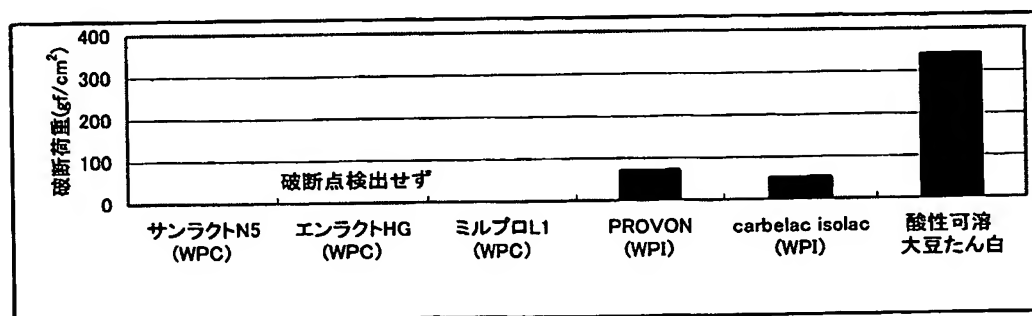 破断荷重(gf/cm²)
400
300
200
100
0
破断点検出せず
サンラクトN5
(WPC)
エンラクトHG
(WPC)
ミルプロL1
(WPC)
PROVON
(WPI)
carbelac isolac
(WPI)
酸性可溶
大豆たん白